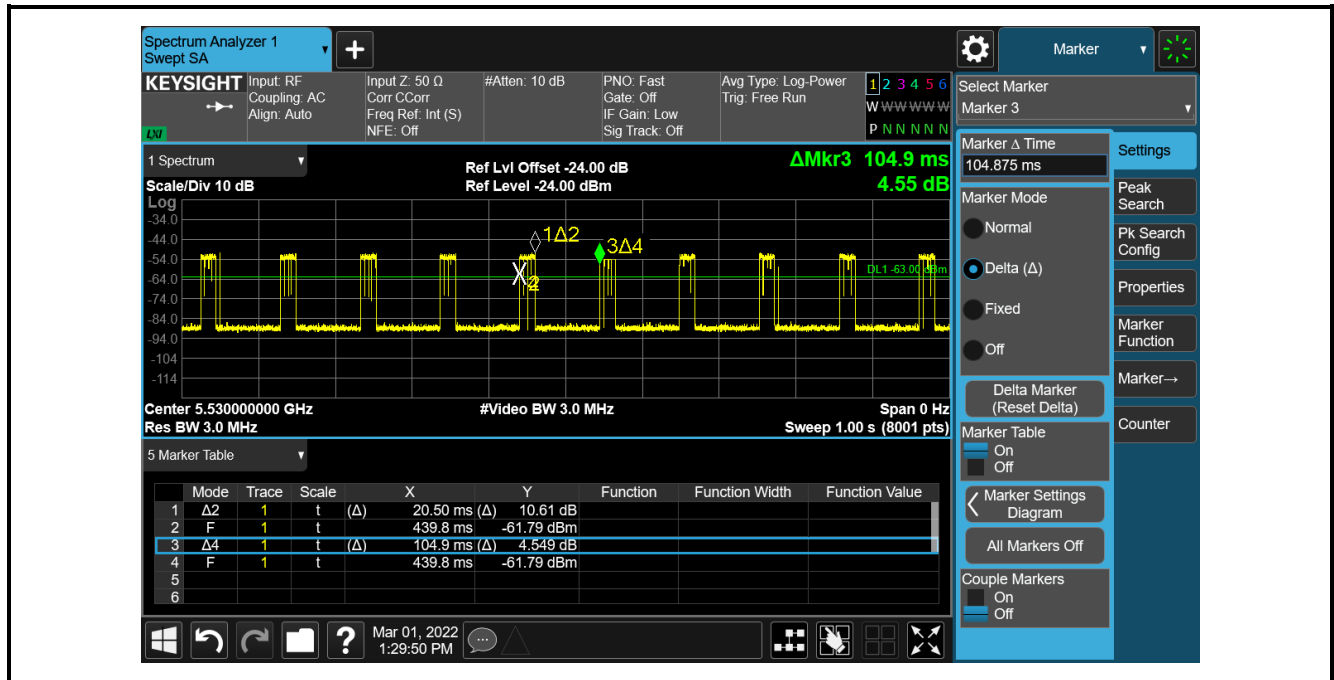 Spectrum Analyzer 1
Swept SA
Marker
KEYSIGHT
LXI
Input: RF
Coupling: AC
Align: Auto
Input Z: 50 Ω
Corr CCorr
Freq Ref: Int (S)
NFE: Off
#Atten: 10 dB
PNO: Fast
Gate: Off
IF Gain: Low
Sig Track: Off
Avg Type: Log-Power
Trig: Free Run
1 2 3 4 5 6
W W W W W W
P N N N N N
Select Marker
Marker 3
1 Spectrum
Scale/Div 10 dB
Log
Ref Lvl Offset -24.00 dB
Ref Level -24.00 dBm
ΔMkr3 104.9 ms
4.55 dB
-34.0
-44.0
-54.0
-64.0
-74.0
-84.0
-94.0
-104
-114
1Δ2
3Δ4
X
2
DL1 -63.00 dBm
Center 5.530000000 GHz
Res BW 3.0 MHz
#Video BW 3.0 MHz
Span 0 Hz
Sweep 1.00 s (8001 pts)
5 Marker Table
Mode Trace Scale X Y Function Function Width Function Value
1 Δ2 1 t (Δ) 20.50 ms (Δ) 10.61 dB
2 F 1 t 439.8 ms -61.79 dBm
3 Δ4 1 t (Δ) 104.9 ms (Δ) 4.549 dB
4 F 1 t 439.8 ms -61.79 dBm
5
6
Marker Δ Time
104.875 ms
Marker Mode
Normal
Delta (Δ)
Fixed
Off
Delta Marker
(Reset Delta)
Marker Table
On
Off
Marker Settings
Diagram
All Markers Off
Couple Markers
On
Off
Settings
Peak
Search
Pk Search
Config
Properties
Marker
Function
Marker→
Counter
?
Mar 01, 2022
1:29:50 PM